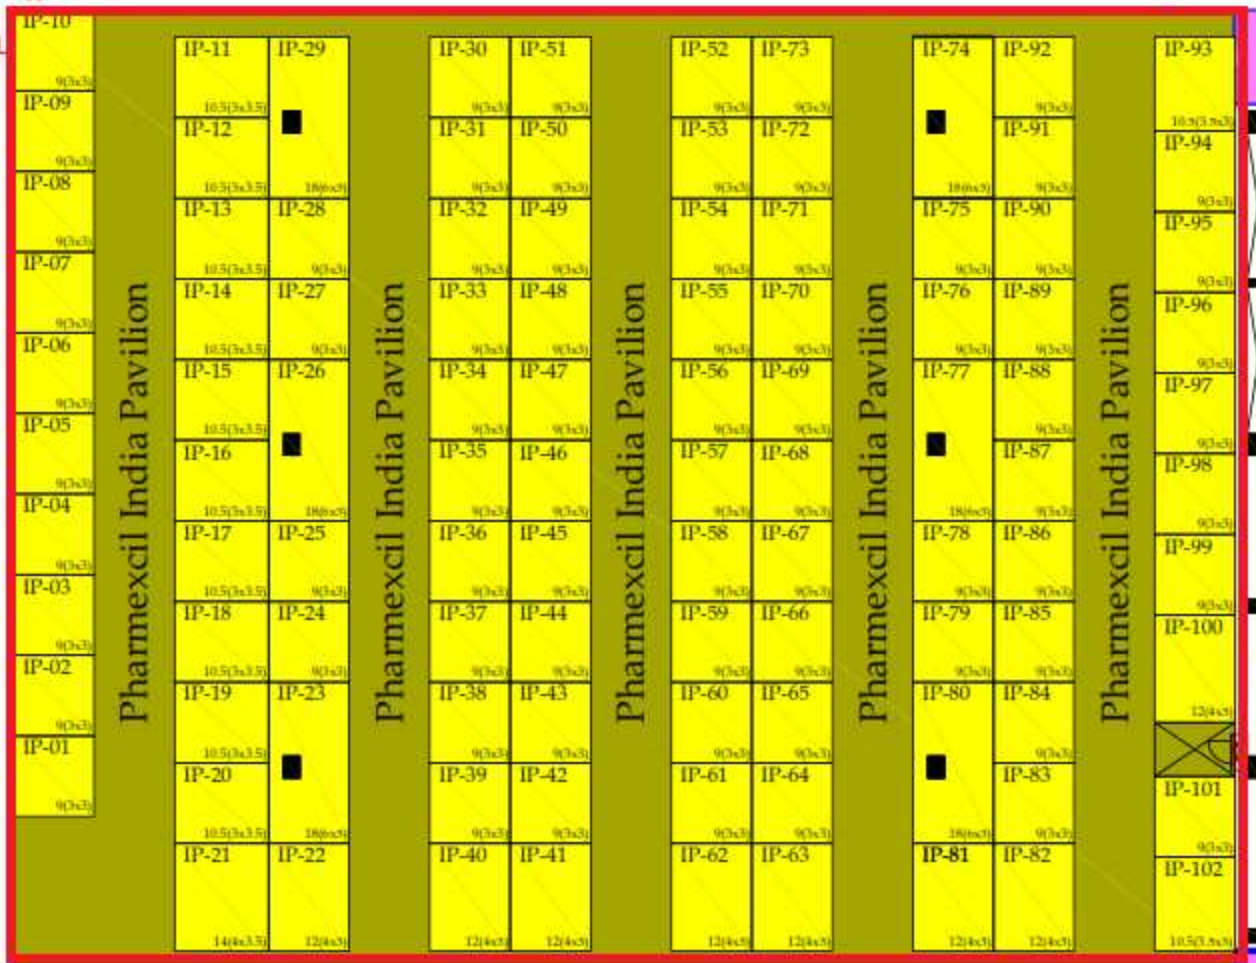 IP-10
9(3x3)
IP-09
9(3x3)
IP-08
9(3x3)
IP-07
9(3x3)
IP-06
9(3x3)
IP-05
9(3x3)
IP-04
9(3x3)
IP-03
9(3x3)
IP-02
9(3x3)
IP-01
9(3x3)
Pharmexcil India Pavilion
IP-11
10.5(3x3.5)
IP-12
10.5(3x3.5)
IP-13
10.5(3x3.5)
IP-14
10.5(3x3.5)
IP-15
10.5(3x3.5)
IP-16
10.5(3x3.5)
IP-17
10.5(3x3.5)
IP-18
10.5(3x3.5)
IP-19
10.5(3x3.5)
IP-20
10.5(3x3.5)
IP-21
14(4x3.5)
IP-29
18(6x3)
IP-28
9(3x3)
IP-27
9(3x3)
IP-26
18(6x3)
IP-25
9(3x3)
IP-24
9(3x3)
IP-23
18(6x3)
IP-22
12(4x3)
Pharmexcil India Pavilion
IP-30
9(3x3)
IP-31
9(3x3)
IP-32
9(3x3)
IP-33
9(3x3)
IP-34
9(3x3)
IP-35
9(3x3)
IP-36
9(3x3)
IP-37
9(3x3)
IP-38
9(3x3)
IP-39
9(3x3)
IP-40
12(4x3)
IP-51
9(3x3)
IP-50
9(3x3)
IP-49
9(3x3)
IP-48
9(3x3)
IP-47
9(3x3)
IP-46
9(3x3)
IP-45
9(3x3)
IP-44
9(3x3)
IP-43
9(3x3)
IP-42
9(3x3)
IP-41
12(4x3)
Pharmexcil India Pavilion
IP-52
9(3x3)
IP-53
9(3x3)
IP-54
9(3x3)
IP-55
9(3x3)
IP-56
9(3x3)
IP-57
9(3x3)
IP-58
9(3x3)
IP-59
9(3x3)
IP-60
9(3x3)
IP-61
9(3x3)
IP-62
12(4x3)
IP-73
9(3x3)
IP-72
9(3x3)
IP-71
9(3x3)
IP-70
9(3x3)
IP-69
9(3x3)
IP-68
9(3x3)
IP-67
9(3x3)
IP-66
9(3x3)
IP-65
9(3x3)
IP-64
9(3x3)
IP-63
12(4x3)
Pharmexcil India Pavilion
IP-74
18(6x3)
IP-75
9(3x3)
IP-76
9(3x3)
IP-77
18(6x3)
IP-78
9(3x3)
IP-79
9(3x3)
IP-80
18(6x3)
IP-81
12(4x3)
IP-92
9(3x3)
IP-91
9(3x3)
IP-90
9(3x3)
IP-89
9(3x3)
IP-88
9(3x3)
IP-87
9(3x3)
IP-86
9(3x3)
IP-85
9(3x3)
IP-84
9(3x3)
IP-83
9(3x3)
IP-82
12(4x3)
Pharmexcil India Pavilion
IP-93
10.5(3.5x3)
IP-94
9(3x3)
IP-95
9(3x3)
IP-96
9(3x3)
IP-97
9(3x3)
IP-98
9(3x3)
IP-99
9(3x3)
IP-100
12(4x3)
IP-101
9(3x3)
IP-102
10.5(3.5x3)